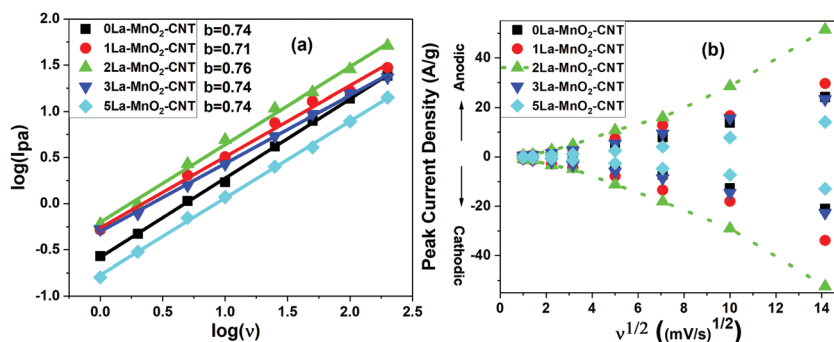 0La-MnO2-CNT b=0.74
1La-MnO2-CNT b=0.71
2La-MnO2-CNT b=0.76
3La-MnO2-CNT b=0.74
5La-MnO2-CNT b=0.74
(a)
log(Ipa)
1.5
1.0
0.5
0.0
-0.5
-1.0
0.0 0.5 1.0 1.5 2.0 2.5
log(ν)
0La-MnO2-CNT
1La-MnO2-CNT
2La-MnO2-CNT
3La-MnO2-CNT
5La-MnO2-CNT
(b)
Peak Current Density (A/g)
Anodic
Cathodic
40
20
0
-20
-40
0 2 4 6 8 10 12 14
ν1/2 ((mV/s)1/2)